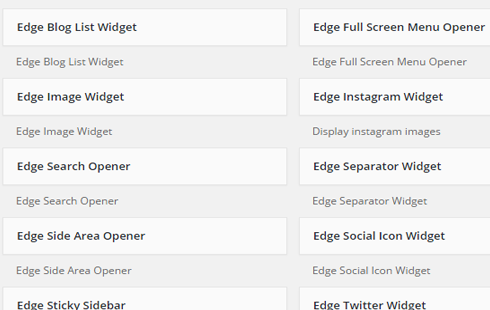 Edge Blog List Widget
Edge Full Screen Menu Opener
Edge Blog List Widget
Edge Full Screen Menu Opener
Edge Image Widget
Edge Instagram Widget
Edge Image Widget
Display instagram images
Edge Search Opener
Edge Separator Widget
Edge Search Opener
Edge Separator Widget
Edge Side Area Opener
Edge Social Icon Widget
Edge Side Area Opener
Edge Social Icon Widget
Edge Sticky Sidebar
Edge Twitter Widget